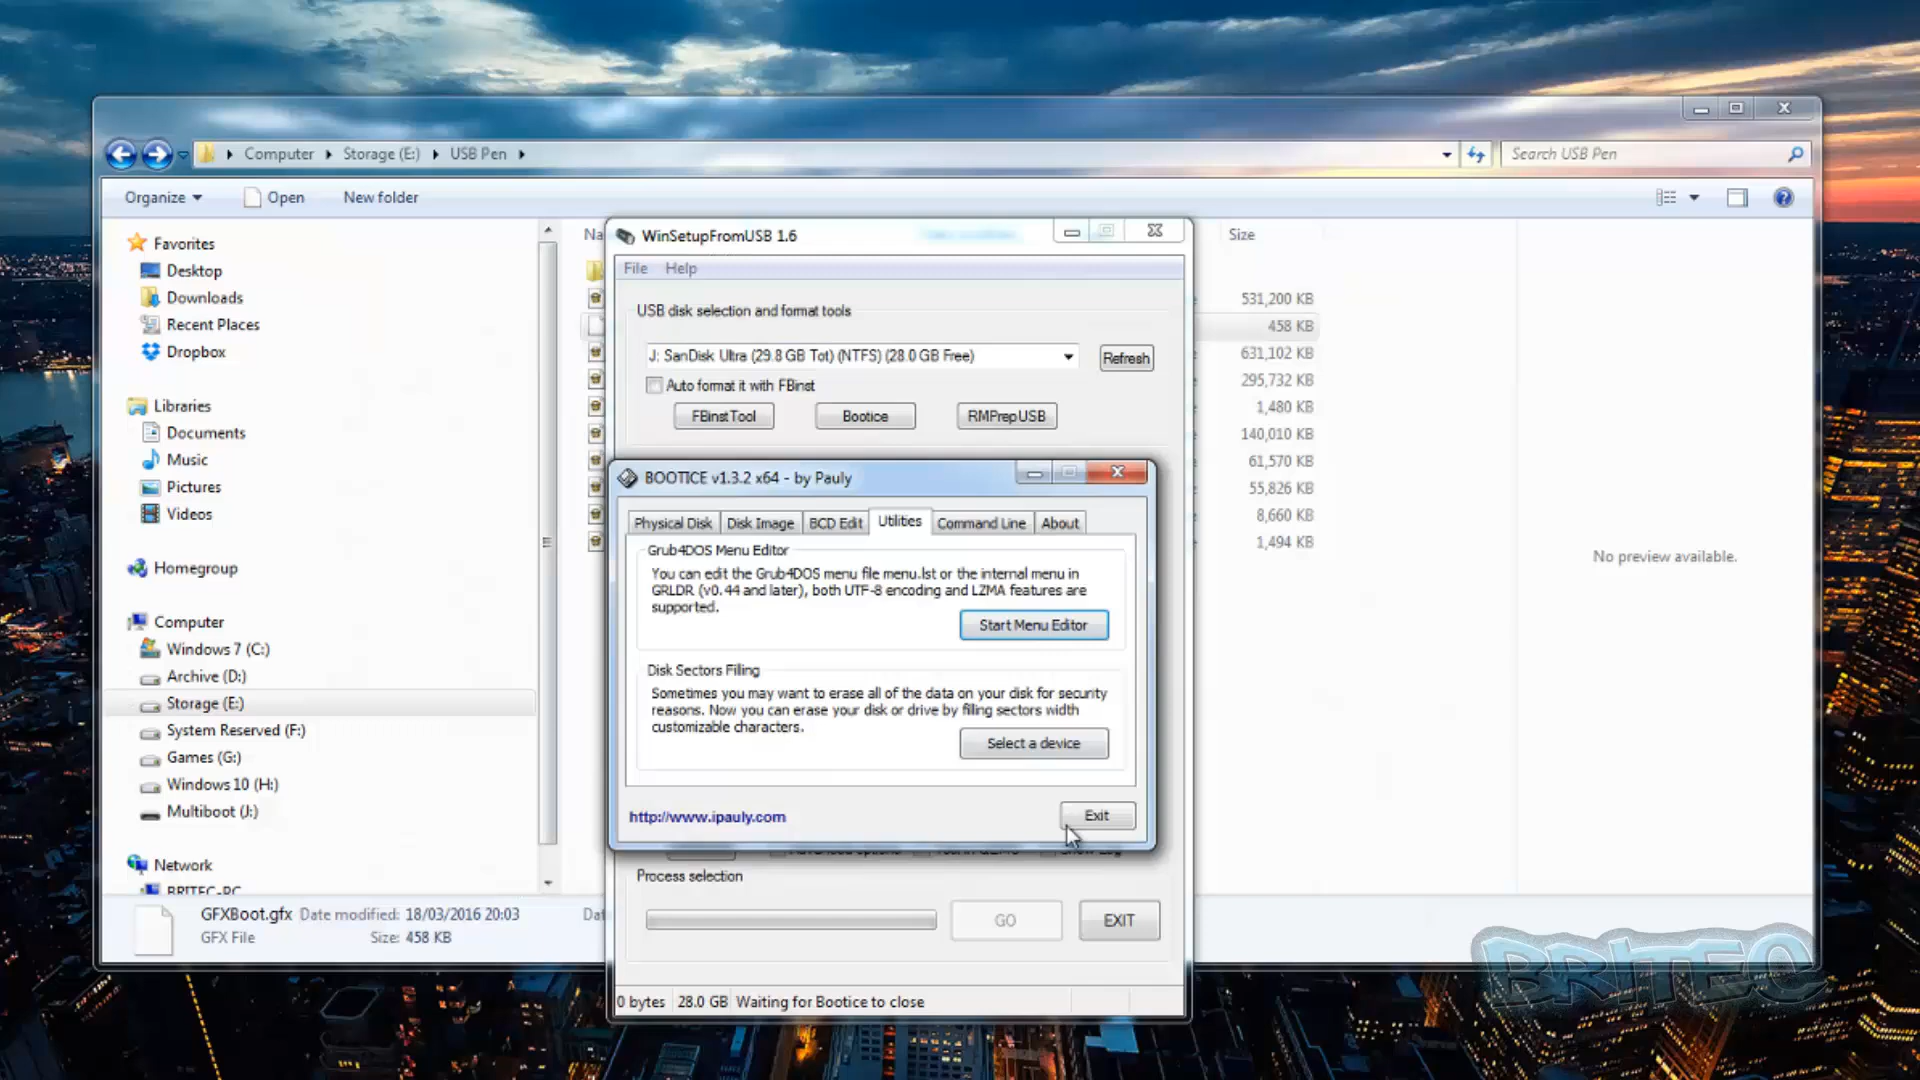 Computer Storage (E:) USB Pen
Search USB Pen
Organize Open New folder
Favorites
Desktop
Downloads
Recent Places
Dropbox
Libraries
Documents
Music
Pictures
Videos
Homegroup
Computer
Windows 7 (C:)
Archive (D:)
Storage (E:)
System Reserved (F:)
Games (G:)
Windows 10 (H:)
Multiboot (J:)
Network
BRITEC-PC
GFXBoot.gfx Date modified: 18/03/2016 20:03
GFX File Size: 458 KB
Size
531,200 KB
458 KB
631,102 KB
295,732 KB
1,480 KB
140,010 KB
61,570 KB
55,826 KB
8,660 KB
1,494 KB
No preview available.
WinSetupFromUSB 1.6
File Help
USB disk selection and format tools
J: SanDisk Ultra (29.8 GB Tot) (NTFS) (28.0 GB Free)
Refresh
Auto format it with FBinst
FBinstTool Bootice RMPrepUSB
BOOTICE v1.3.2 x64 - by Pauly
Physical Disk Disk Image BCD Edit Utilities Command Line About
Grub4DOS Menu Editor
You can edit the Grub4DOS menu file menu.lst or the internal menu in
GRLDR (v0.44 and later), both UTF-8 encoding and LZMA features are
supported.
Start Menu Editor
Disk Sectors Filling
Sometimes you may want to erase all of the data on your disk for security
reasons. Now you can erase your disk or drive by filling sectors width
customizable characters.
Select a device
http://www.ipauly.com
Exit
Process selection
GO EXIT
0 bytes 28.0 GB Waiting for Bootice to close
BRITEC